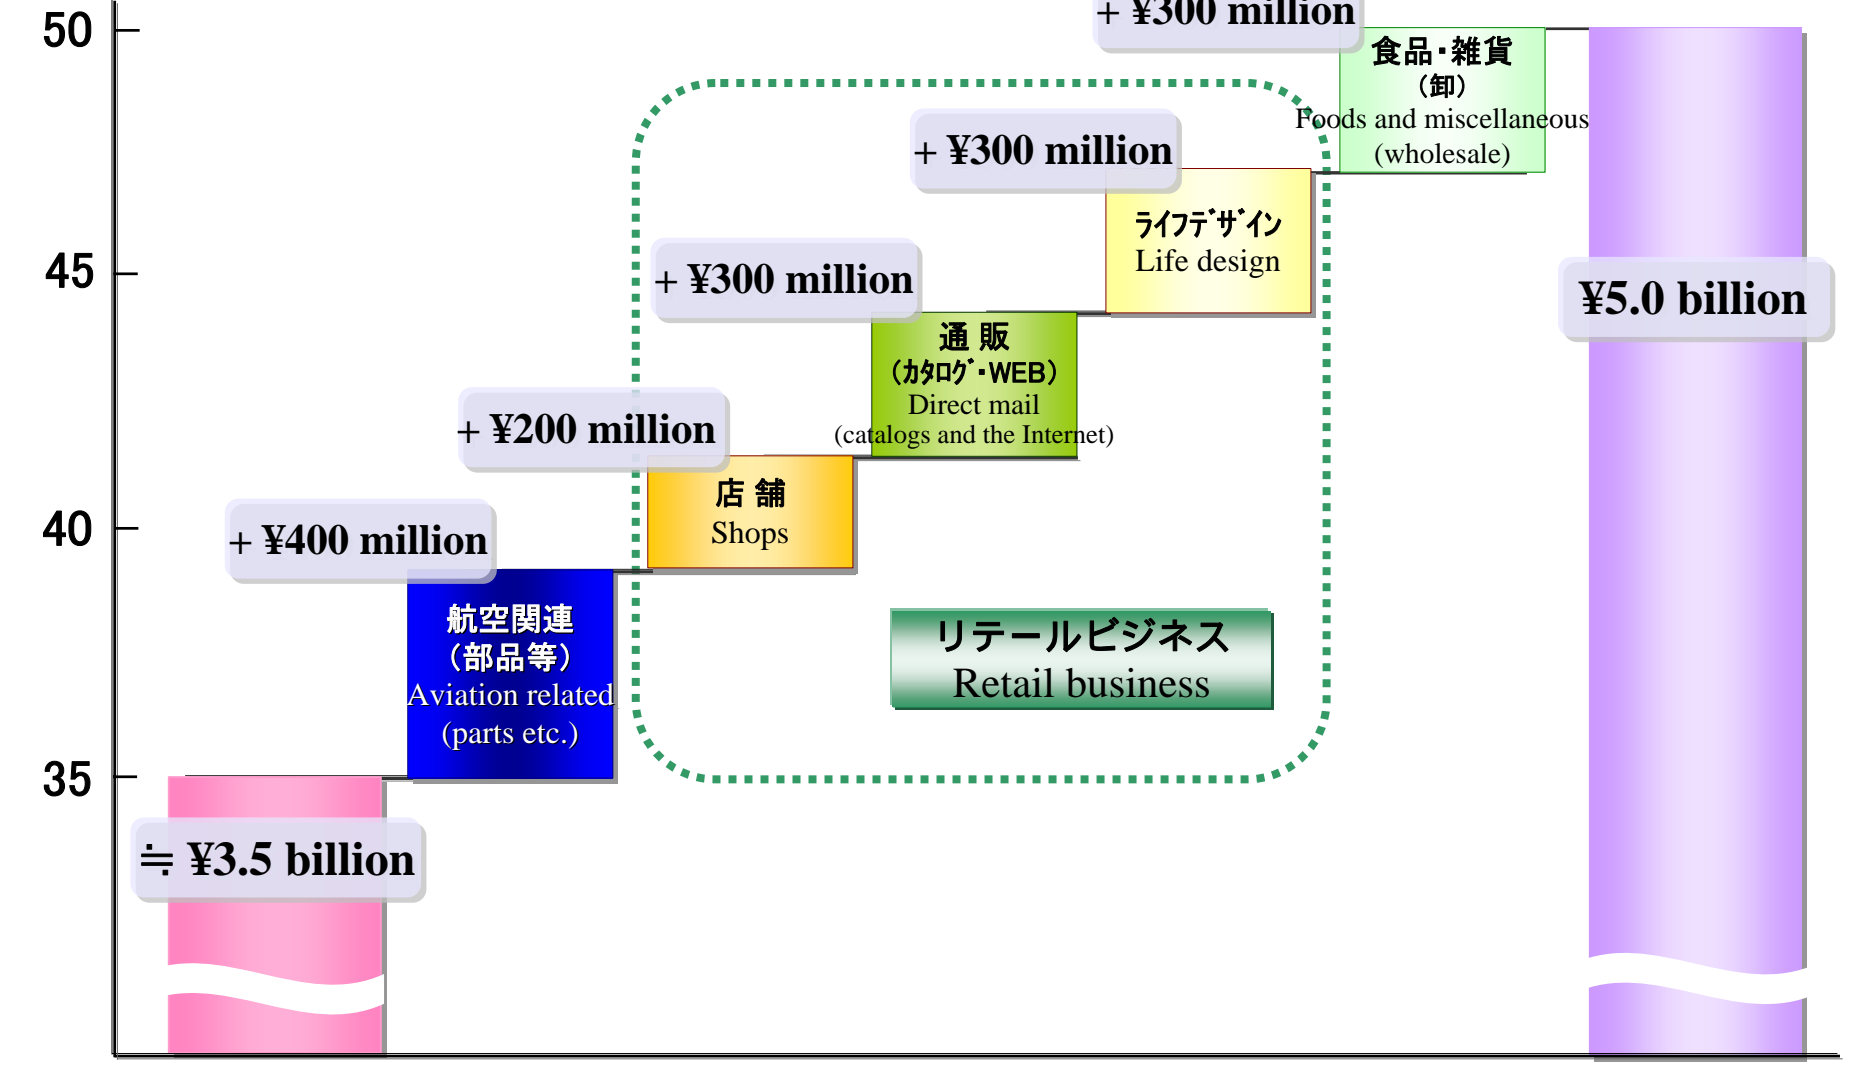 50
45
40
35
≒ ¥3.5 billion
+ ¥400 million
航空関連
（部品等）
Aviation related
(parts etc.)
+ ¥200 million
店 舗
Shops
+ ¥300 million
通 販
（ｶﾀﾛｸﾞ・WEB）
Direct mail
(catalogs and the Internet)
+ ¥300 million
ﾗｲﾌﾃﾞｻﾞｲﾝ
Life design
+ ¥300 million
食品・雑貨
（卸）
Foods and miscellaneous
(wholesale)
¥5.0 billion
リテールビジネス
Retail business